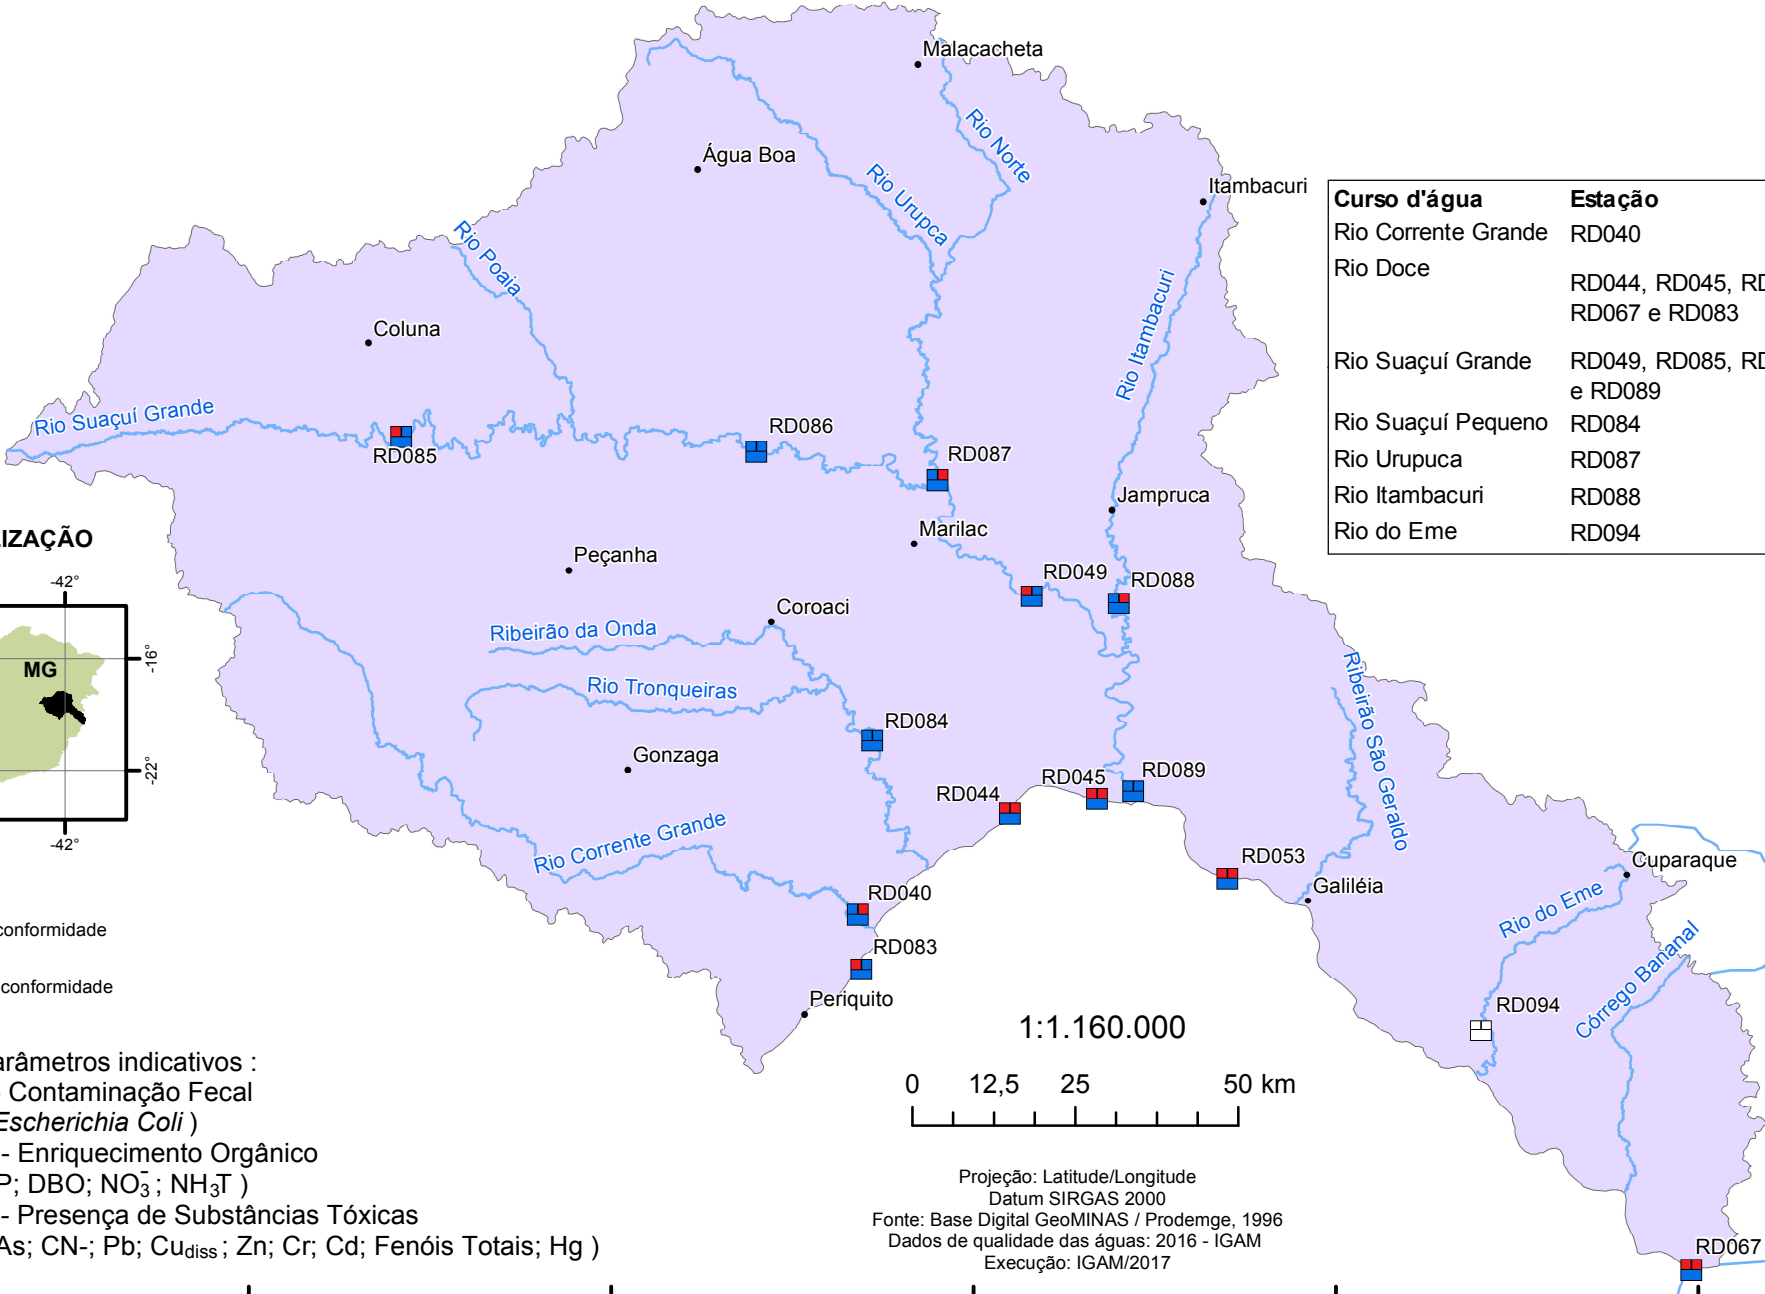 Malacacheta
Rio Norte
Água Boa
Rio Urupca
Itambacuri
Rio Poaia
Rio Itambacuri
Coluna
Rio Suaçuí Grande
RD085
RD086
RD087
Jampruca
Marilac
Peçanha
RD049
RD088
Coroaci
Ribeirão da Onda
Rio Tronqueiras
RD084
Gonzaga
Ribeirão São Geraldo
RD044
RD045
RD089
Rio Corrente Grande
RD053
Galiléia
Cuparaque
Rio do Eme
Córrego Bananal
RD040
RD083
Periquito
RD094
RD067
Curso d'água Estação
Rio Corrente Grande RD040
Rio Doce
RD044, RD045, RD
RD067 e RD083
Rio Suaçuí Grande RD049, RD085, RD
e RD089
Rio Suaçuí Pequeno RD084
Rio Urupuca RD087
Rio Itambacuri RD088
Rio do Eme RD094
LIZAÇÃO
-42°
MG
-16°
-22°
-42°
conformidade
conformidade
arâmetros indicativos :
- Contaminação Fecal
Escherichia Coli )
- Enriquecimento Orgânico
P; DBO; NO₃⁻; NH₃T )
- Presença de Substâncias Tóxicas
As; CN-; Pb; Cudiss ; Zn; Cr; Cd; Fenóis Totais; Hg )
1:1.160.000
0 12,5 25 50 km
Projeção: Latitude/Longitude
Datum SIRGAS 2000
Fonte: Base Digital GeoMINAS / Prodemge, 1996
Dados de qualidade das águas: 2016 - IGAM
Execução: IGAM/2017